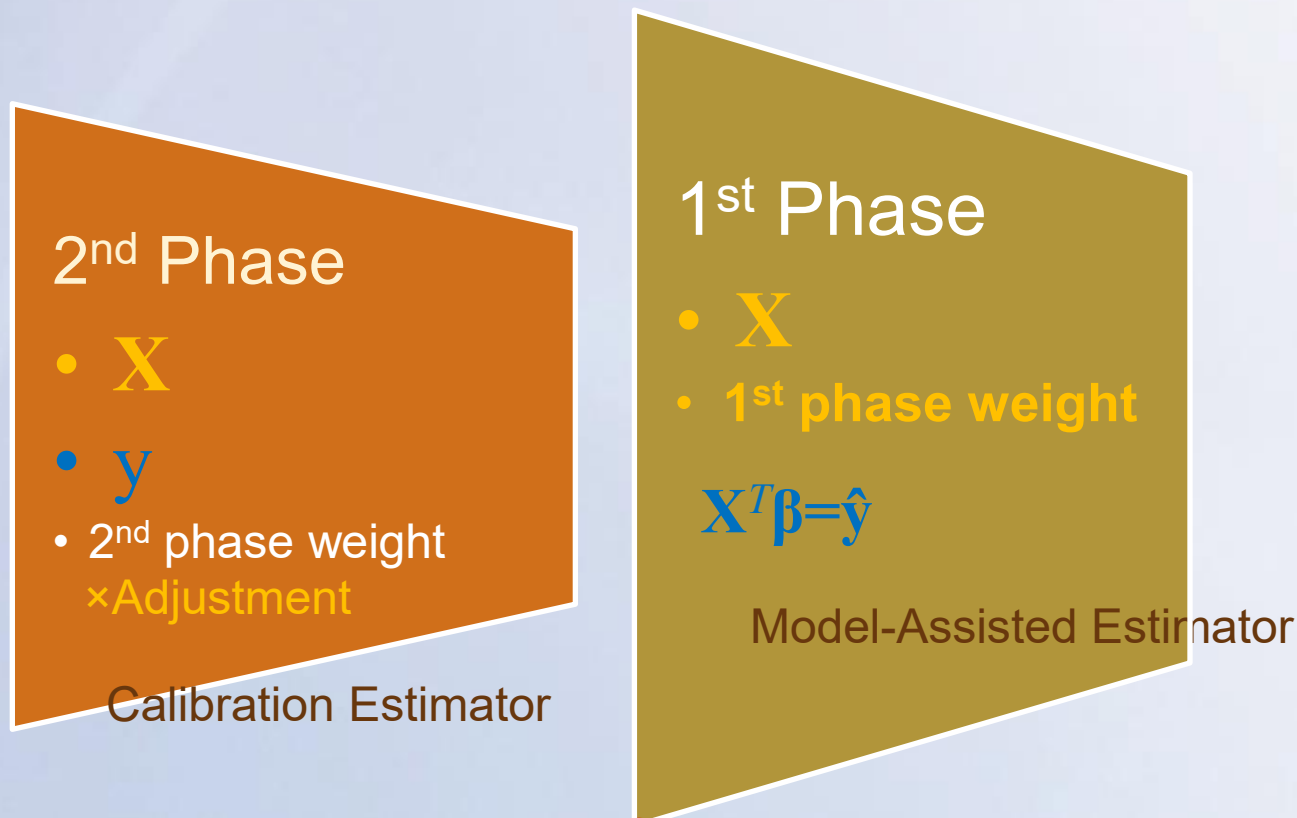 2nd Phase
• X
• y
• 2nd phase weight
×Adjustment
Calibration Estimator
1st Phase
• X
• 1st phase weight
XᵀΒ=ŷ
Model-Assisted Estimator